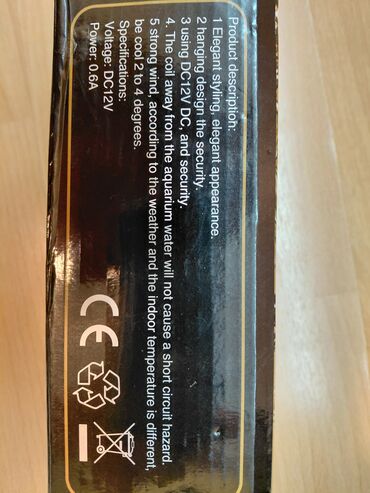 Product description:
1 Elegant styling, elegant appearance.
2 hanging design the security.
3 using DC12V DC, and security.
4. The coil away from the aquarium water will not cause a short circuit hazard.
5 strong wind, according to the weather and the indoor temperature is different,
be cool 2 to 4 degrees.
Specifications:
Voltage: DC12V
Power: 0.6A
CE